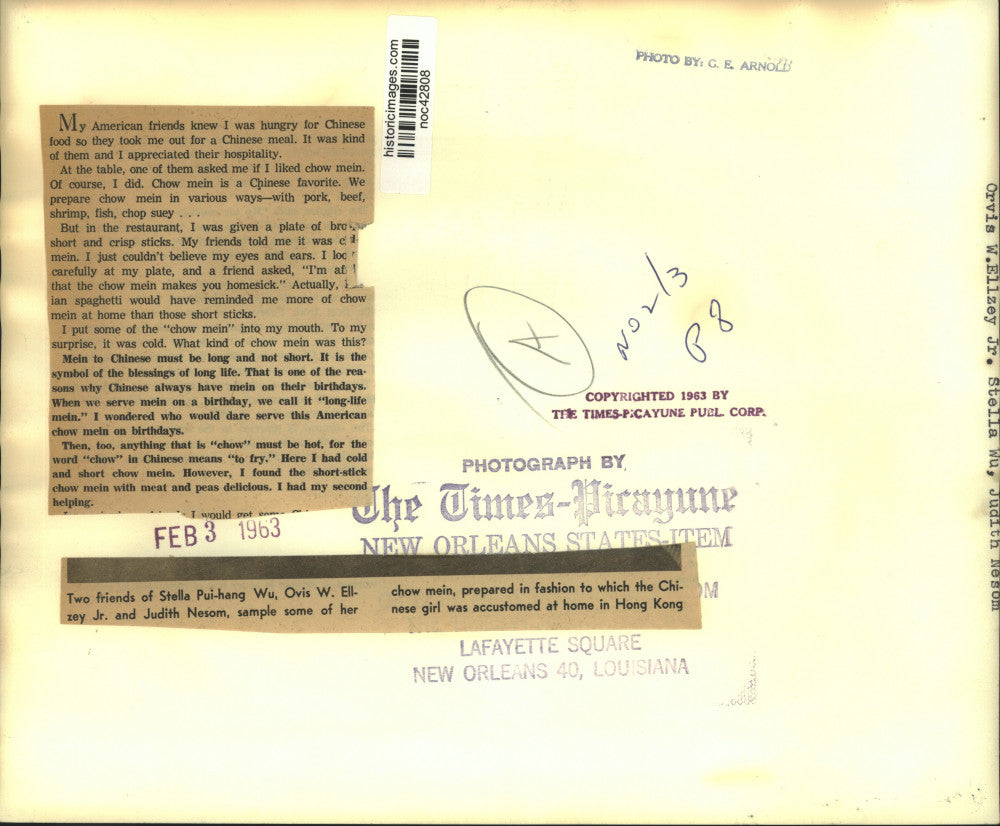 historicimages.com
noc42808
PHOTO BY: G. E. ARNOLD
My American friends knew I was hungry for Chinese
food so they took me out for a Chinese meal. It was kind
of them and I appreciated their hospitality.
At the table, one of them asked me if I liked chow mein.
Of course, I did. Chow mein is a Chinese favorite. We
prepare chow mein in various ways—with pork, beef,
shrimp, fish, chop suey . . .
But in the restaurant, I was given a plate of
short and crisp sticks. My friends told me it was
mein. I just couldn't believe my eyes and ears. I
carefully at my plate, and a friend asked, "I'm
that the chow mein makes you homesick." Actually,
ian spaghetti would have reminded me more of chow
mein at home than those short sticks.
I put some of the "chow mein" into my mouth. To my
surprise, it was cold. What kind of chow mein was this?
Mein to Chinese must be long and not short. It is the
symbol of the blessings of long life. That is one of the rea-
sons why Chinese always have mein on their birthdays.
When we serve mein on a birthday, we call it "long-life
mein." I wondered who would dare serve this American
chow mein on birthdays.
Then, too, anything that is "chow" must be hot, for the
word "chow" in Chinese means "to fry." Here I had cold
and short chow mein. However, I found the short-stick
chow mein with meat and peas delicious. I had my second
helping.
I would get
A
NO 2/3
P 8
COPYRIGHTED 1963 BY
THE TIMES-PICAYUNE PUBL. CORP.
PHOTOGRAPH BY
The Times-Picayune
NEW ORLEANS STATES-ITEM
OM
LAFAYETTE SQUARE
NEW ORLEANS 40, LOUISIANA
FEB 3 1963
Two friends of Stella Pui-hang Wu, Ovis W. Ell-
zey Jr. and Judith Nesom, sample some of her
chow mein, prepared in fashion to which the Chi-
nese girl was accustomed at home in Hong Kong
Orvis W.Ellzey Jr. Stella Wu, Judith Nesom